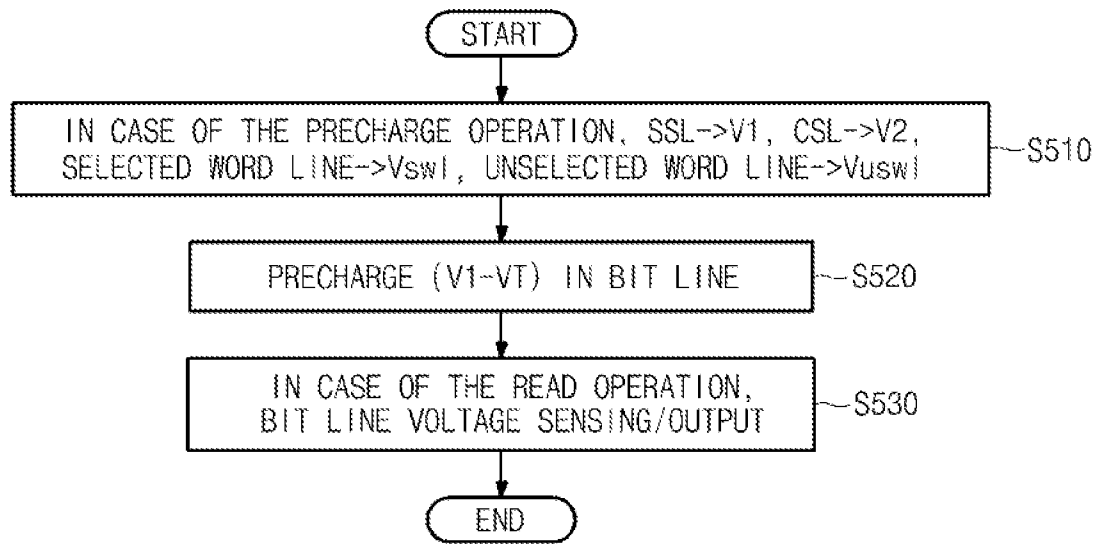 START
IN CASE OF THE PRECHARGE OPERATION, SSL->V1, CSL->V2,
SELECTED WORD LINE->Vswl, UNSELECTED WORD LINE->Vuswl
S510
PRECHARGE (V1-VT) IN BIT LINE
S520
IN CASE OF THE READ OPERATION,
BIT LINE VOLTAGE SENSING/OUTPUT
S530
END